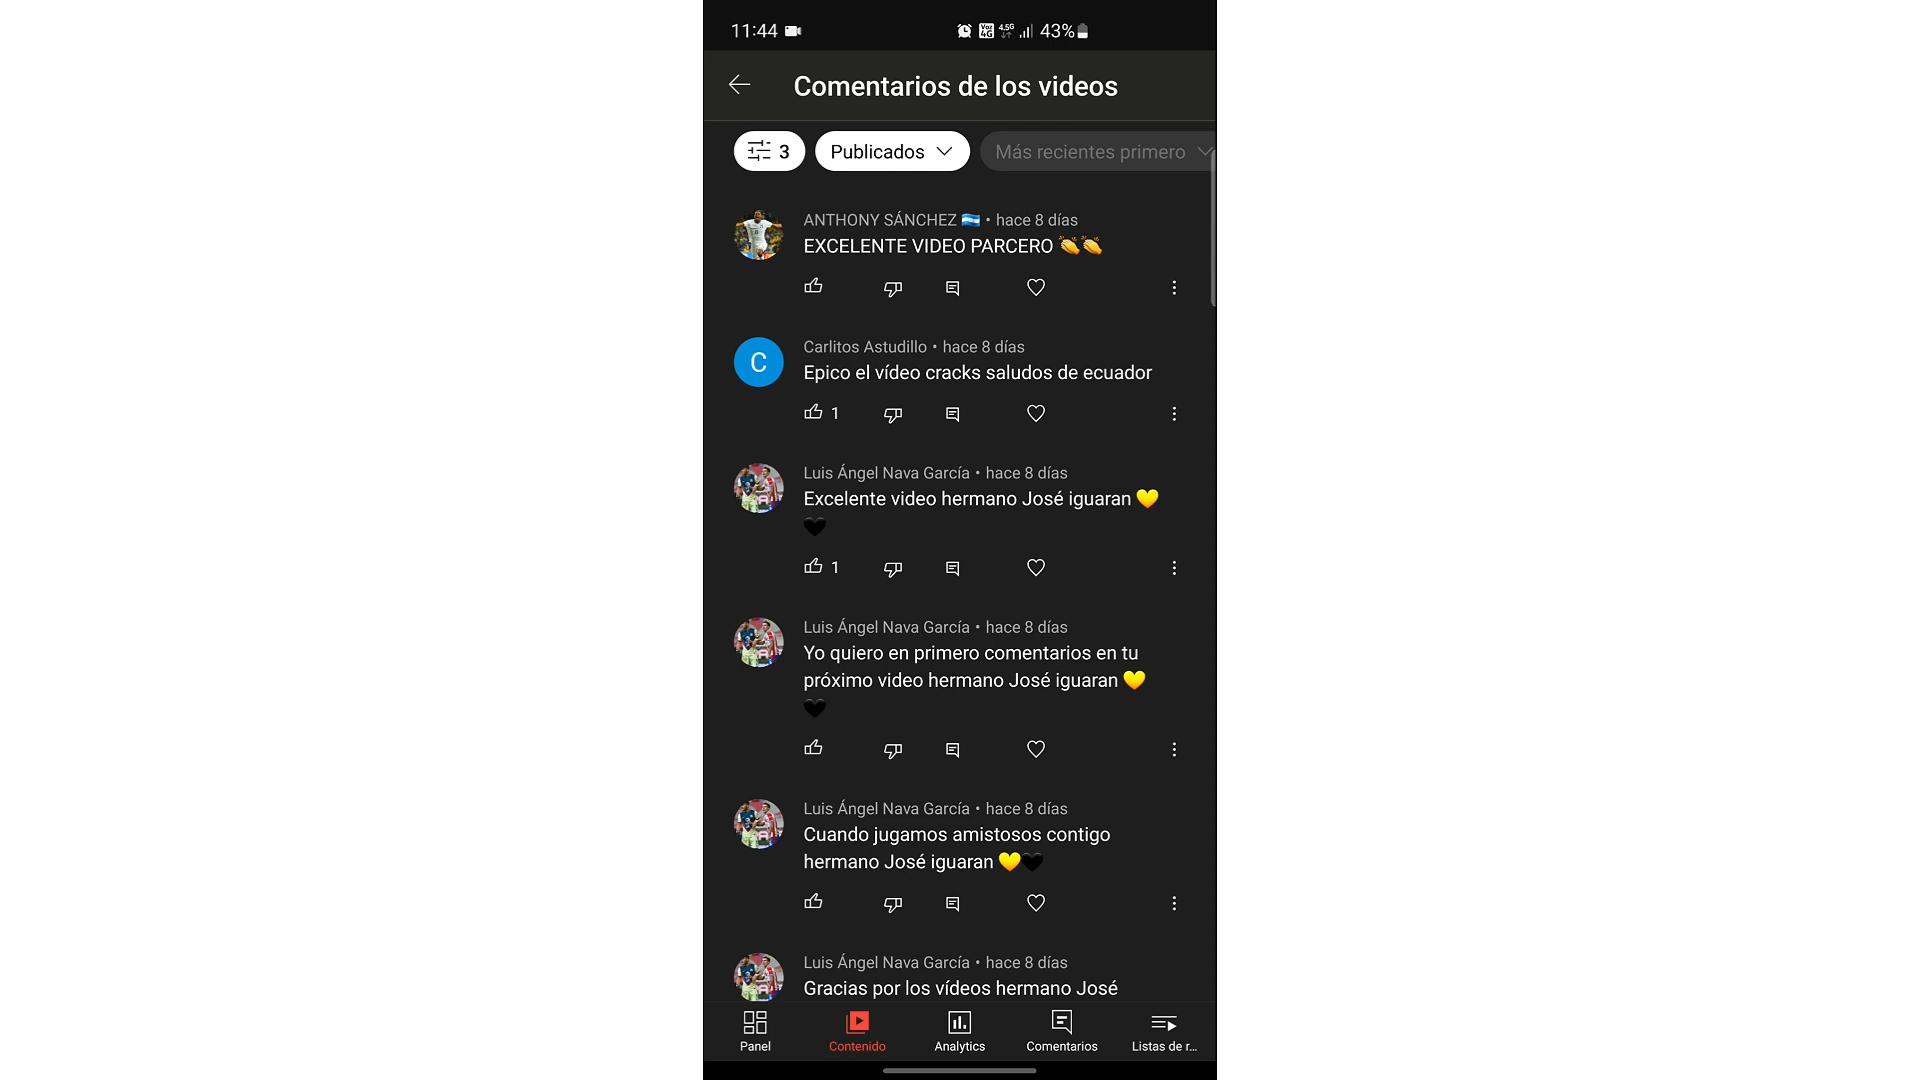 11:44 4.5G 43%
Comentarios de los videos
3 Publicados Más recientes primero
ANTHONY SÁNCHEZ 🇭🇳 • hace 8 días
EXCELENTE VIDEO PARCERO 👏👏
C
Carlitos Astudillo • hace 8 días
Epico el vídeo cracks saludos de ecuador
1
Luis Ángel Nava García • hace 8 días
Excelente video hermano José iguaran 💛
🖤
1
Luis Ángel Nava García • hace 8 días
Yo quiero en primero comentarios en tu
próximo video hermano José iguaran 💛
🖤
Luis Ángel Nava García • hace 8 días
Cuando jugamos amistosos contigo
hermano José iguaran 💛🖤
Luis Ángel Nava García • hace 8 días
Gracias por los vídeos hermano José
Panel Contenido Analytics Comentarios Listas de r...